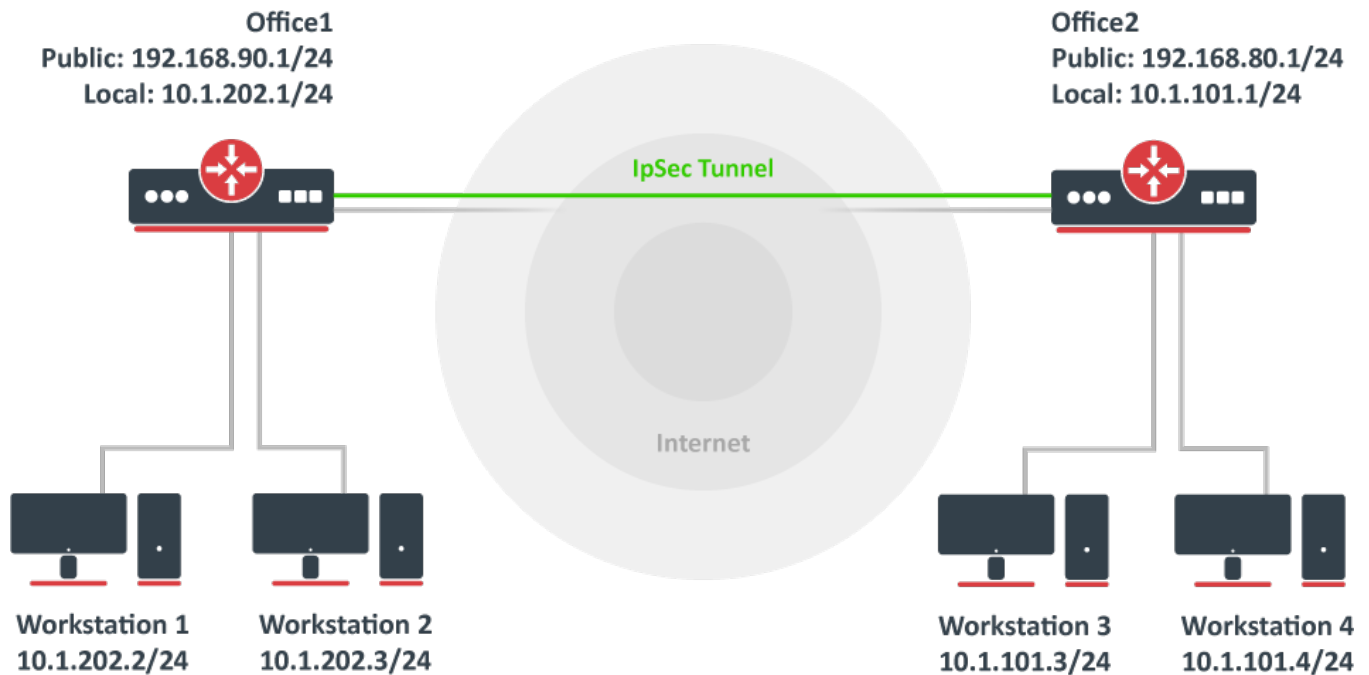 Office1
Public: 192.168.90.1/24
Local: 10.1.202.1/24
Office2
Public: 192.168.80.1/24
Local: 10.1.101.1/24
IpSec Tunnel
Internet
Workstation 1
10.1.202.2/24
Workstation 2
10.1.202.3/24
Workstation 3
10.1.101.3/24
Workstation 4
10.1.101.4/24